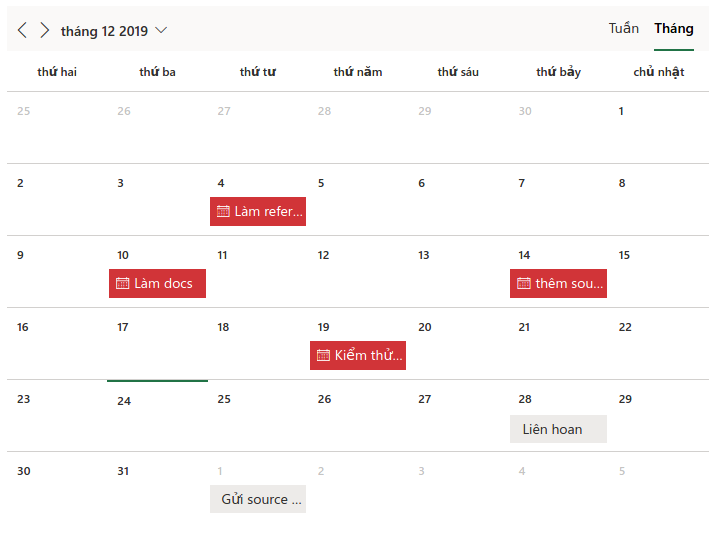 tháng 12 2019
Tuần Tháng
thứ hai thứ ba thứ tư thứ năm thứ sáu thứ bảy chủ nhật
25 26 27 28 29 30 1
2 3 4 5 6 7 8
Làm refer...
9 10 11 12 13 14 15
Làm docs thêm sou...
16 17 18 19 20 21 22
Kiểm thử...
23 24 25 26 27 28 29
Liên hoan
30 31 1 2 3 4 5
Gửi source ...